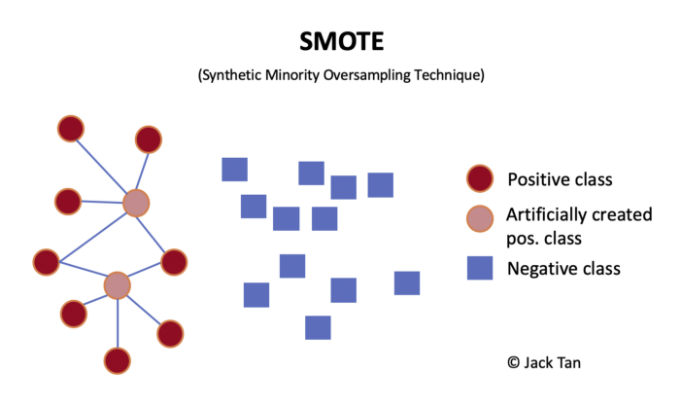 SMOTE
(Synthetic Minority Oversampling Technique)
Positive class
Artificially created
pos. class
Negative class
© Jack Tan